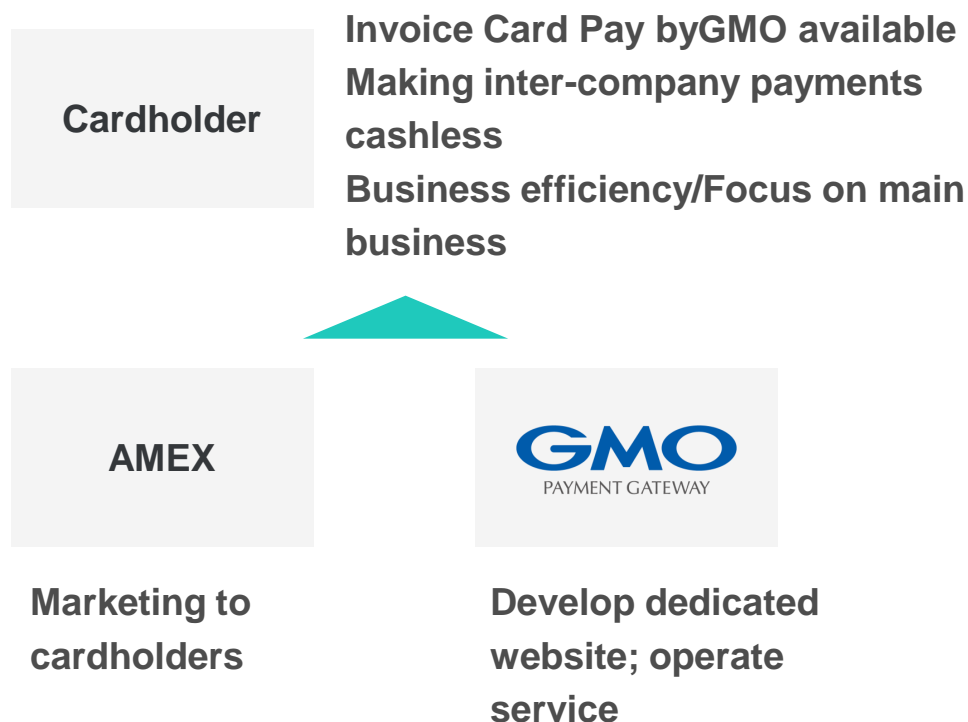 Invoice Card Pay byGMO available
Cardholder
Making inter-company payments
cashless
Business efficiency/Focus on main
business
AMEX
GMO
PAYMENT GATEWAY
Marketing to
cardholders
Develop dedicated
website; operate
service